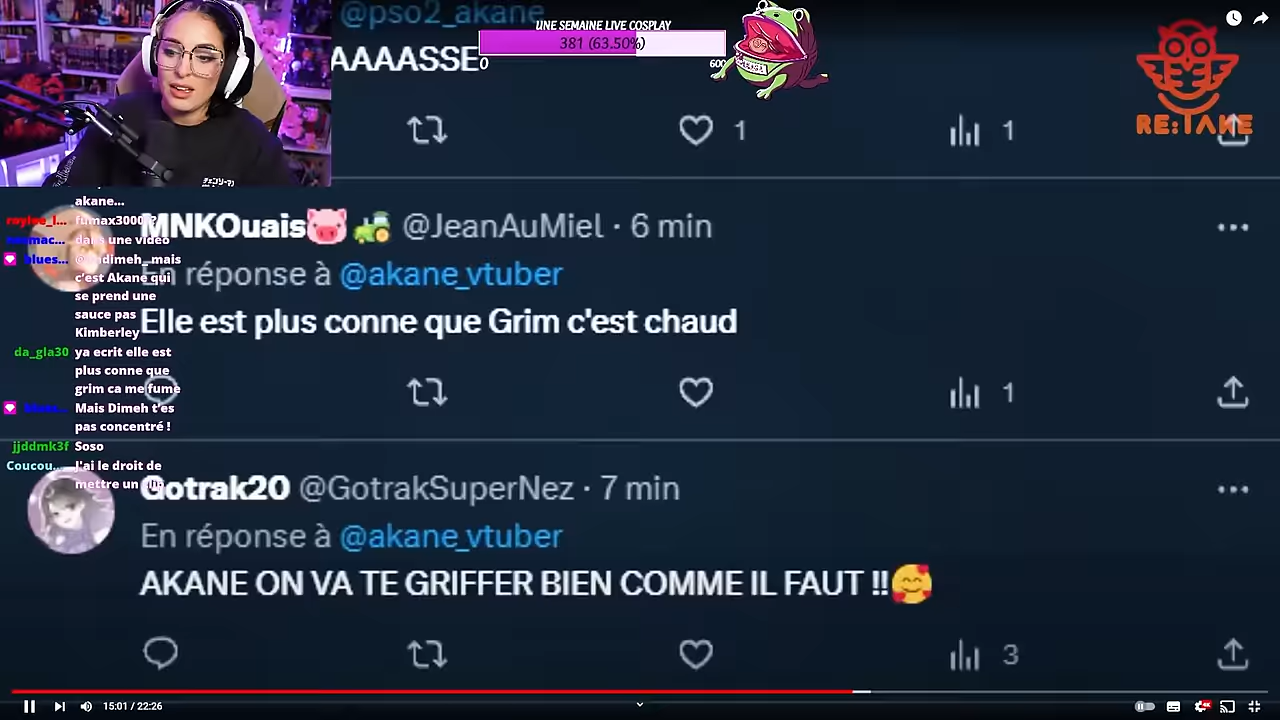 @pso2_akane
UNE SEMAINE LIVE COSPLAY
381 (63.50%)
0
600
AAAASSE
RE:TAKE
1
1
akane...
fumax3000
dans une vidéo
blues...
mais
c'est Akane qui
se prend une
sauce pas
Kimberley
da_gla30 ya ecrit elle est
plus conne que
grim ca me fume
Mais Dimeh t'es
pas concentré !
jjddmk3f Soso
Coucou... J'ai le droit de
mettre un
MNKOuais🐷🚜 @JeanAuMiel · 6 min
En réponse à @akane_vtuber
Elle est plus conne que Grim c'est chaud
1
Gotrak20 @GotrakSuperNez · 7 min
En réponse à @akane_vtuber
AKANE ON VA TE GRIFFER BIEN COMME IL FAUT !!🥰
3
15:01 / 22:26